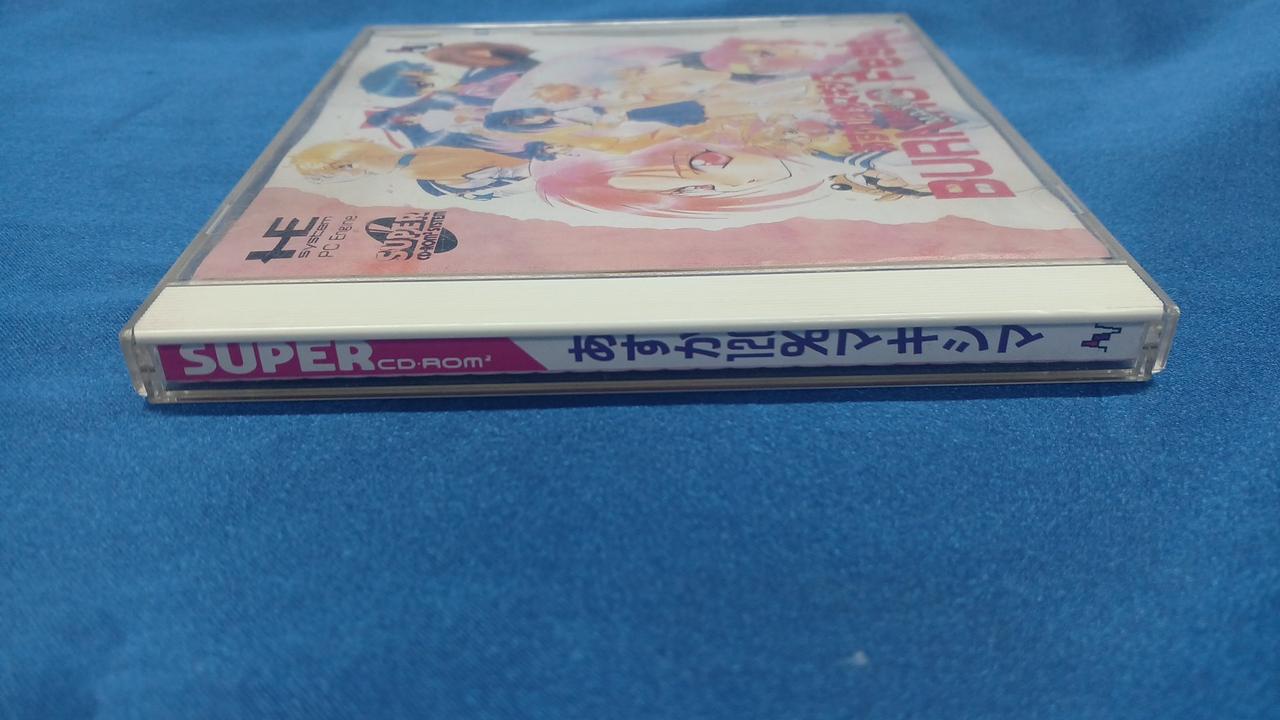 BURNING Fest.
HE
system
PC Engine
SUPER
CD-ROM² SYSTEM
SUPER CD-ROM²
あすか120%マキシマ